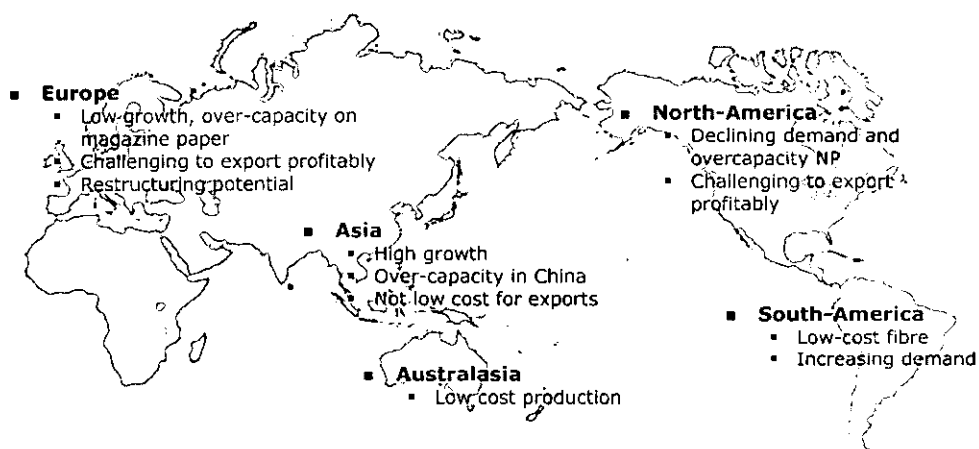 Europe
Low growth, over-capacity on
magazine paper
Challenging to export profitably
Restructuring potential
North-America
Declining demand and
overcapacity NP
Challenging to export
profitably
Asia
High growth
Over-capacity in China
Not low cost for exports
South-America
Low-cost fibre
Increasing demand
Australasia
Low cost production